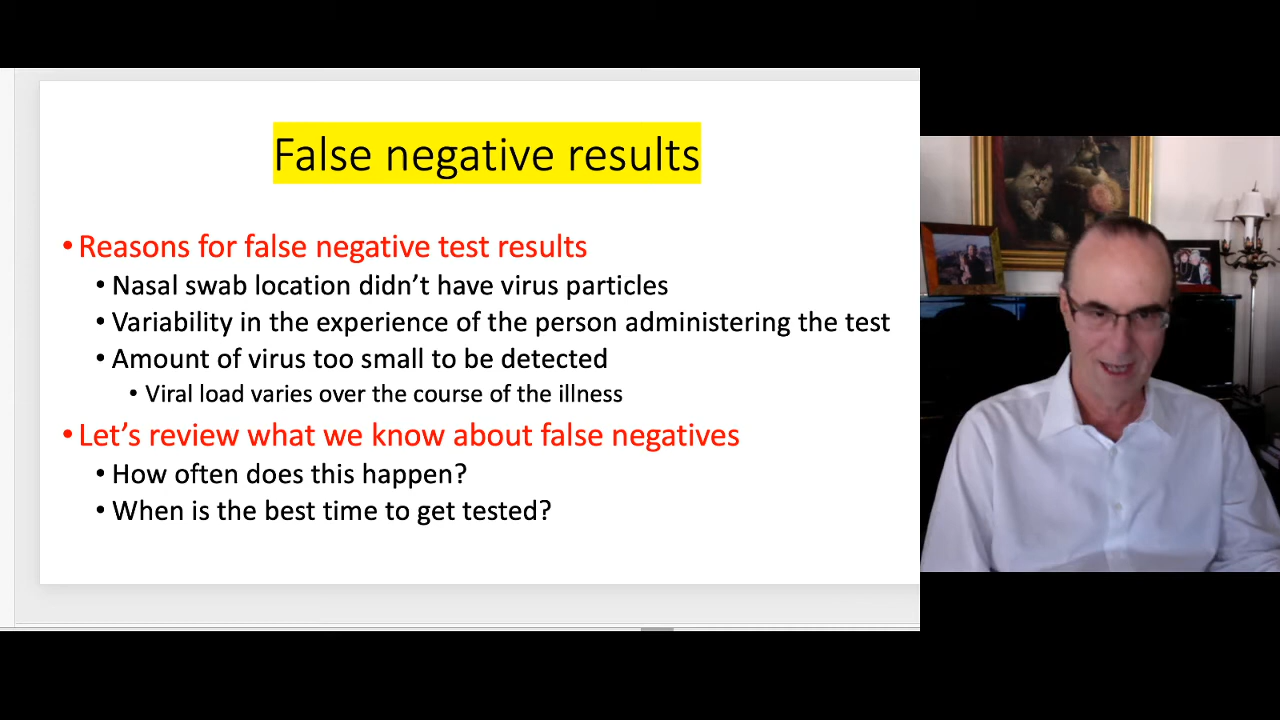 False negative results
• Reasons for false negative test results
• Nasal swab location didn’t have virus particles
• Variability in the experience of the person administering the test
• Amount of virus too small to be detected
• Viral load varies over the course of the illness
• Let’s review what we know about false negatives
• How often does this happen?
• When is the best time to get tested?